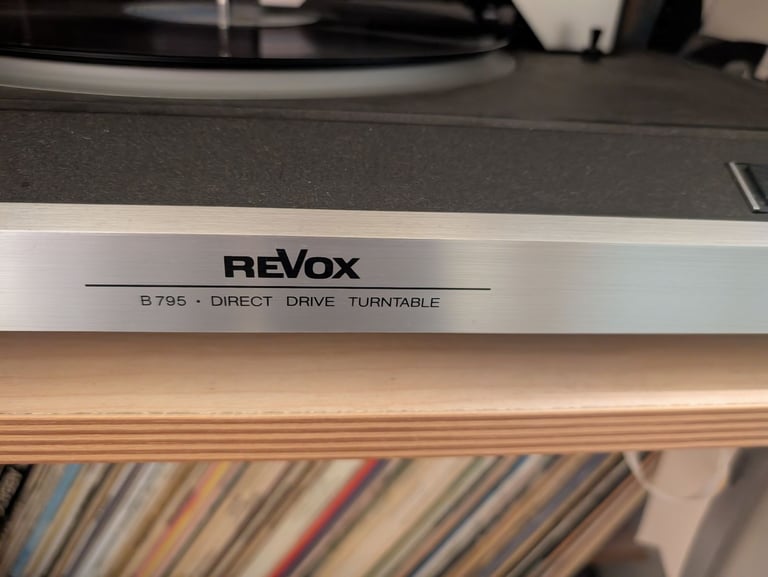 REVOX
B795 · DIRECT DRIVE TURNTABLE